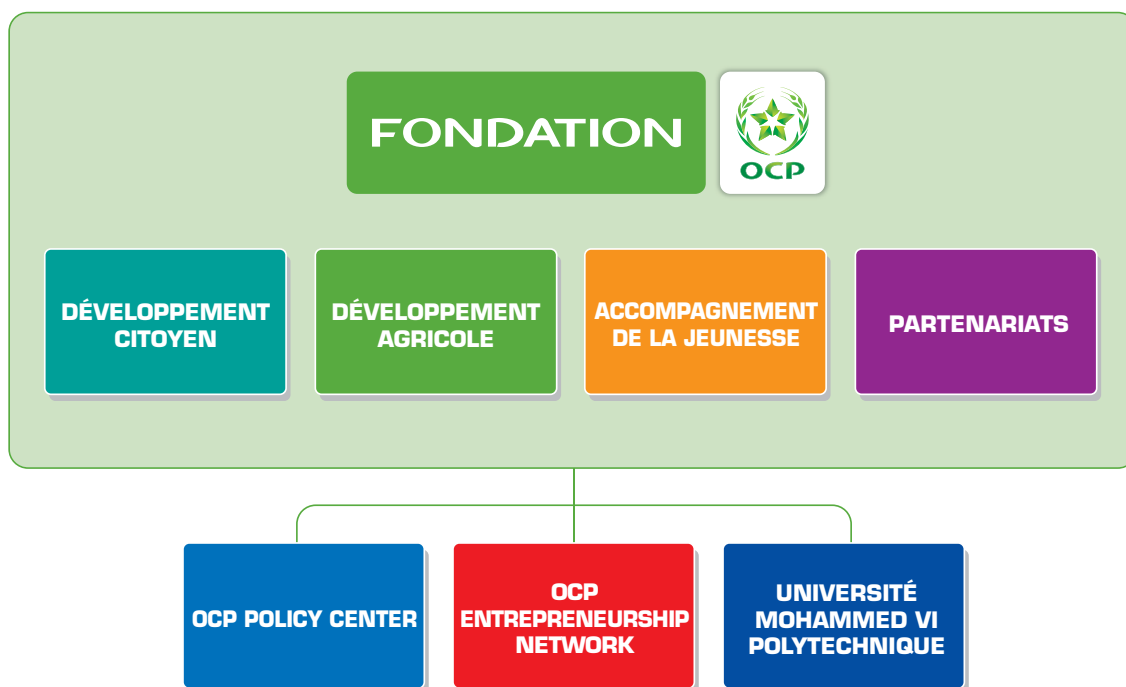 FONDATION
OCP
DÉVELOPPEMENT
CITOYEN
DÉVELOPPEMENT
AGRICOLE
ACCOMPAGNEMENT
DE LA JEUNESSE
PARTENARIATS
OCP POLICY CENTER
OCP
ENTREPRENEURSHIP
NETWORK
UNIVERSITÉ
MOHAMMED VI
POLYTECHNIQUE